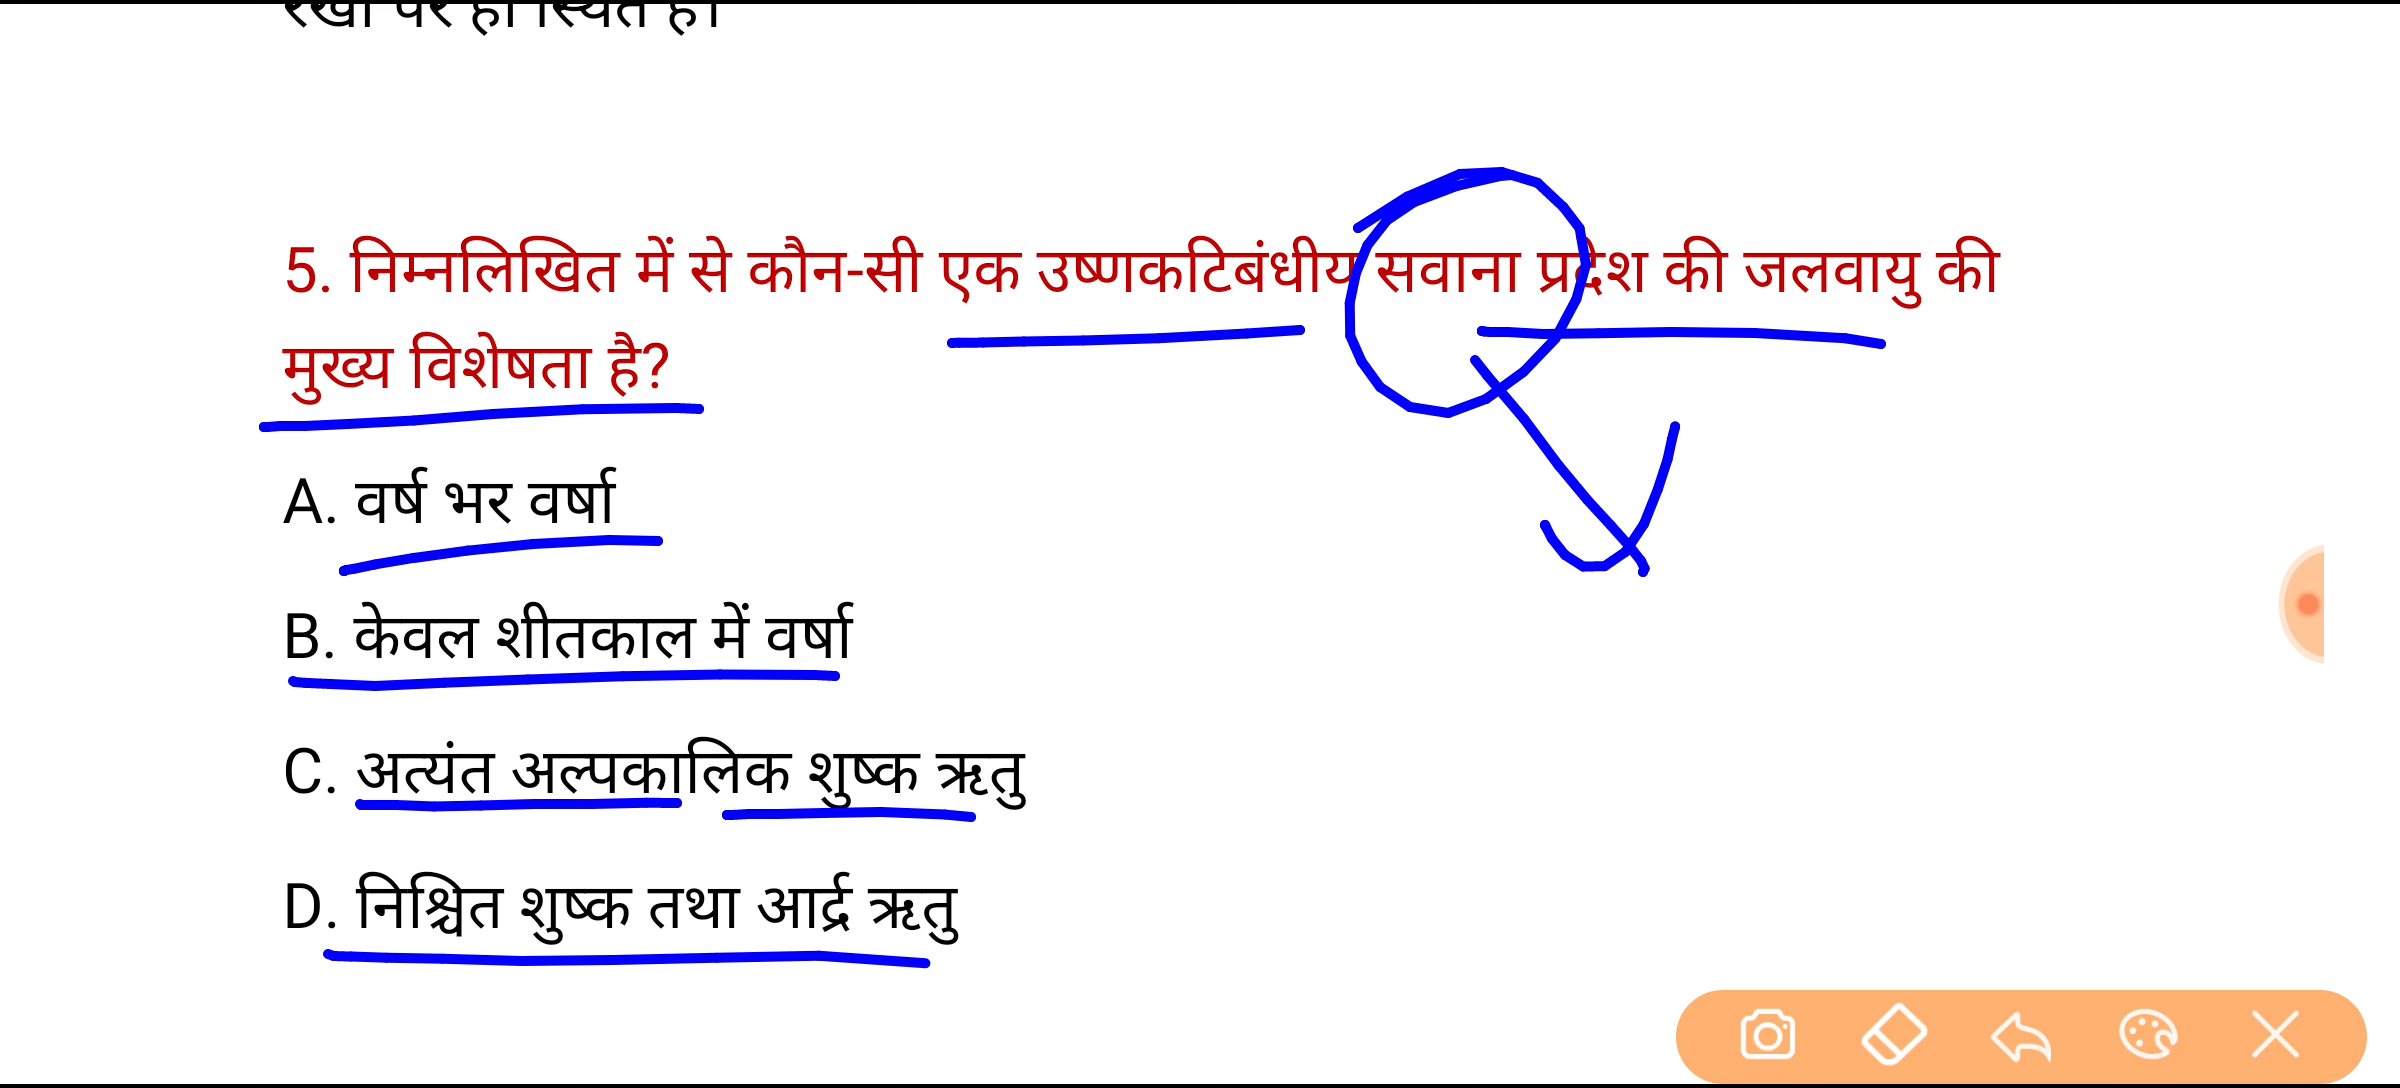 रेखा पर ही स्थित है।
5. निम्नलिखित में से कौन-सी एक उष्णकटिबंधीय सवाना प्रदेश की जलवायु की
मुख्य विशेषता है?
A. वर्ष भर वर्षा
B. केवल शीतकाल में वर्षा
C. अत्यंत अल्पकालिक शुष्क ऋतु
D. निश्चित शुष्क तथा आर्द्र ऋतु